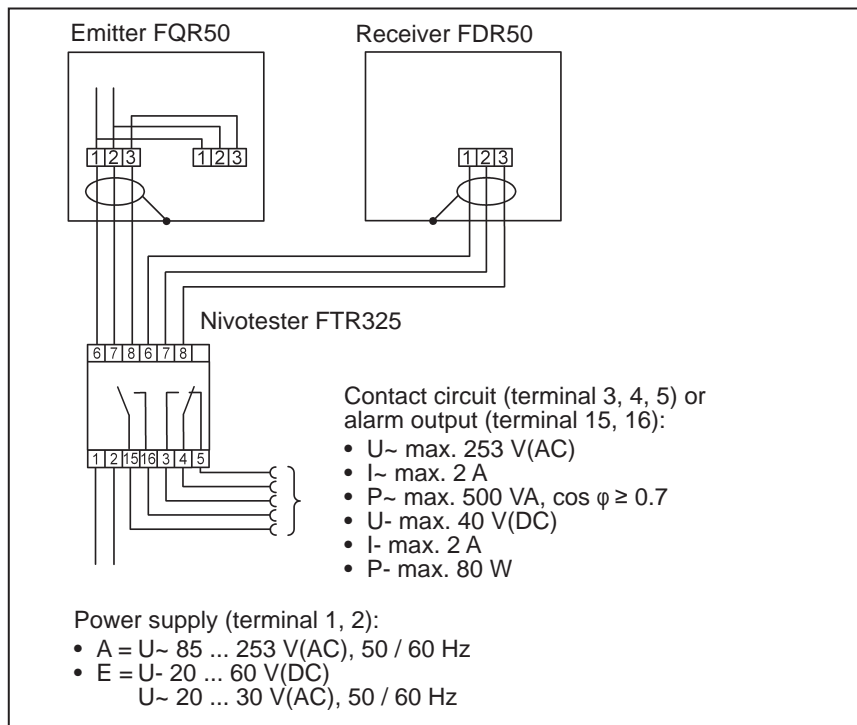 Emitter FQR50
Receiver FDR50
1 2 3
1 2 3
1 2 3
Nivotester FTR325
6 7 8 6 7 8
1 2 15 16 3 4 5
Contact circuit (terminal 3, 4, 5) or
alarm output (terminal 15, 16):
• U~ max. 253 V(AC)
• I~ max. 2 A
• P~ max. 500 VA, cos φ ≥ 0.7
• U- max. 40 V(DC)
• I- max. 2 A
• P- max. 80 W
Power supply (terminal 1, 2):
• A = U~ 85 ... 253 V(AC), 50 / 60 Hz
• E = U- 20 ... 60 V(DC)
U~ 20 ... 30 V(AC), 50 / 60 Hz